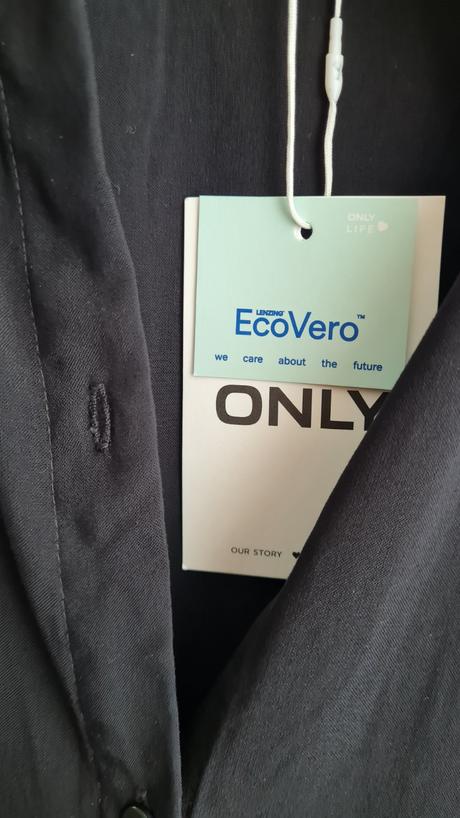 ONLY
LIFE
LENZING
EcoVero™
we care about the future
ONLY
OUR STORY